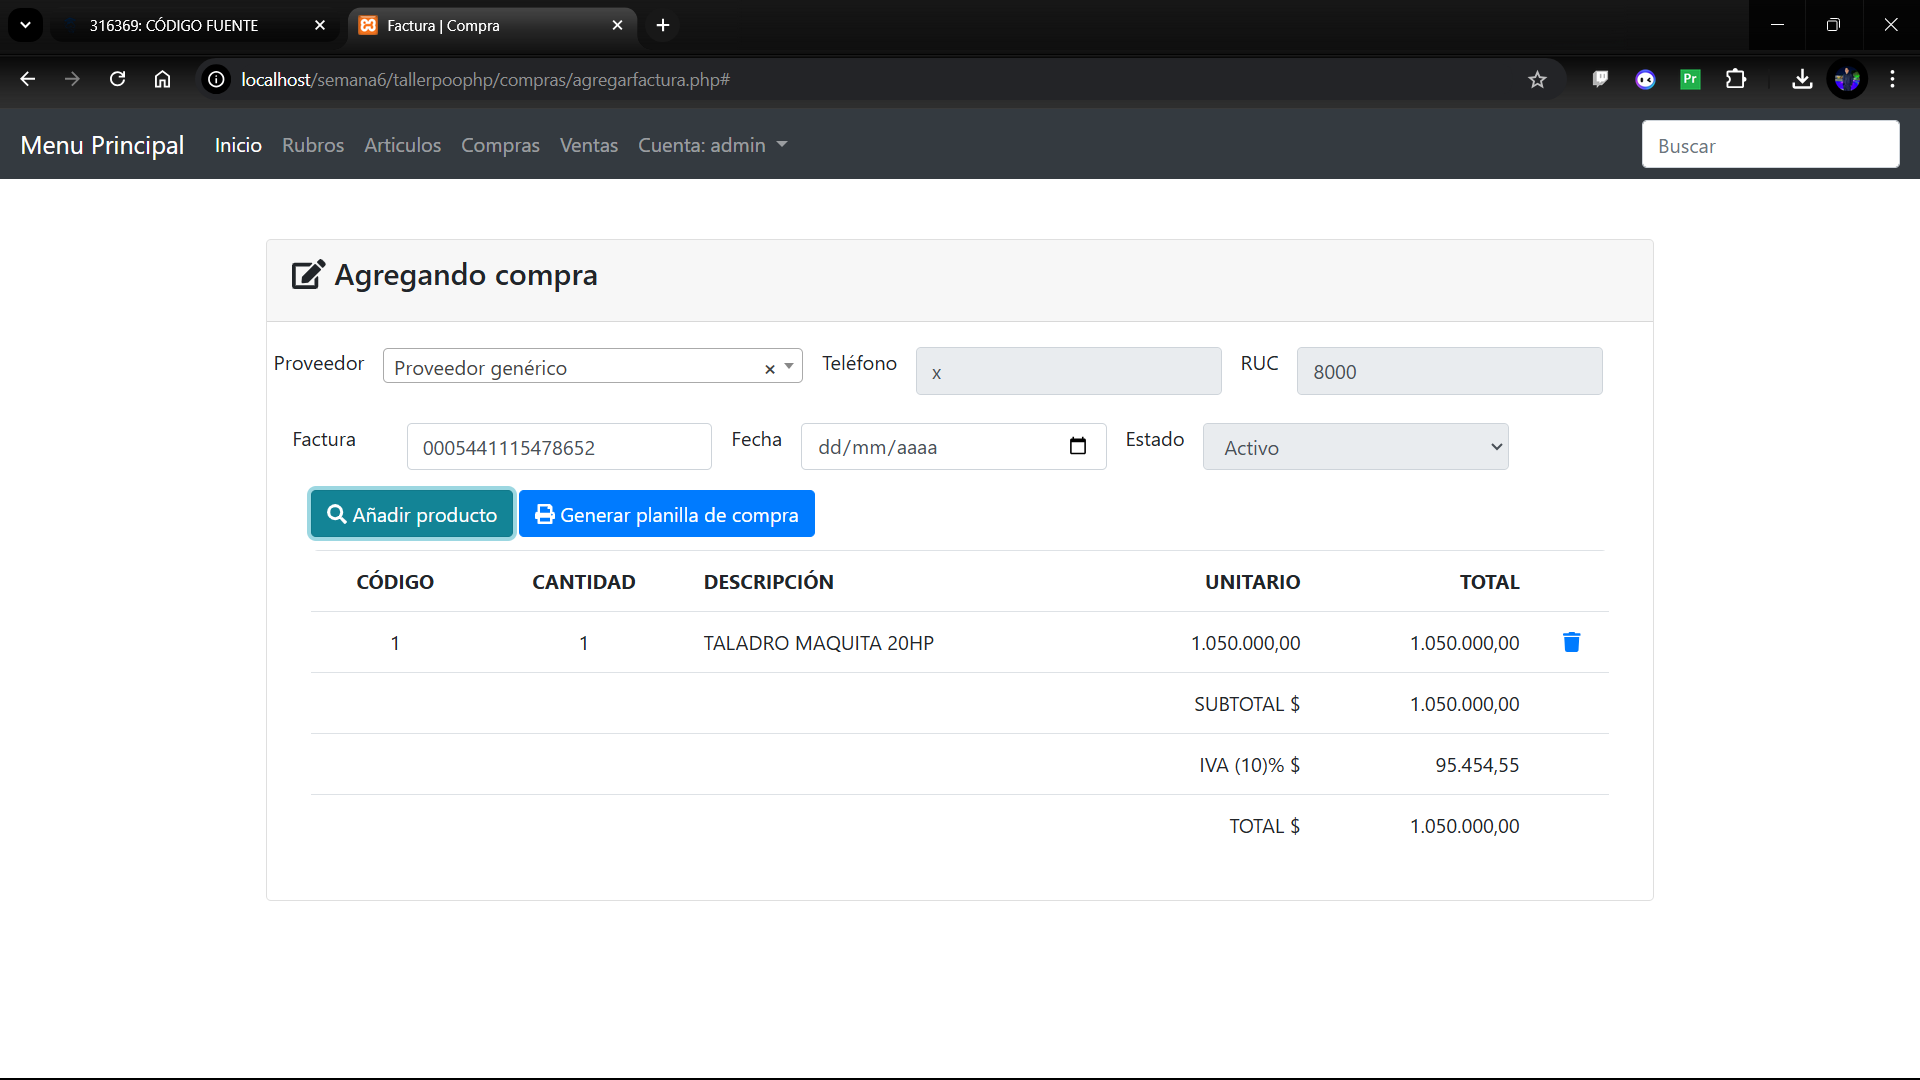 316369: CÓDIGO FUENTE
Factura | Compra
localhost/semana6/tallerpoophp/compras/agregarfactura.php#
Pr
Menu Principal Inicio Rubros Articulos Compras Ventas Cuenta: admin Buscar
Agregando compra
Proveedor Proveedor genérico × Teléfono x RUC 8000
Factura 0005441115478652 Fecha dd/mm/aaaa Estado Activo
Añadir producto Generar planilla de compra
CÓDIGO CANTIDAD DESCRIPCIÓN UNITARIO TOTAL
1 1 TALADRO MAQUITA 20HP 1.050.000,00 1.050.000,00
SUBTOTAL $ 1.050.000,00
IVA (10)% $ 95.454,55
TOTAL $ 1.050.000,00